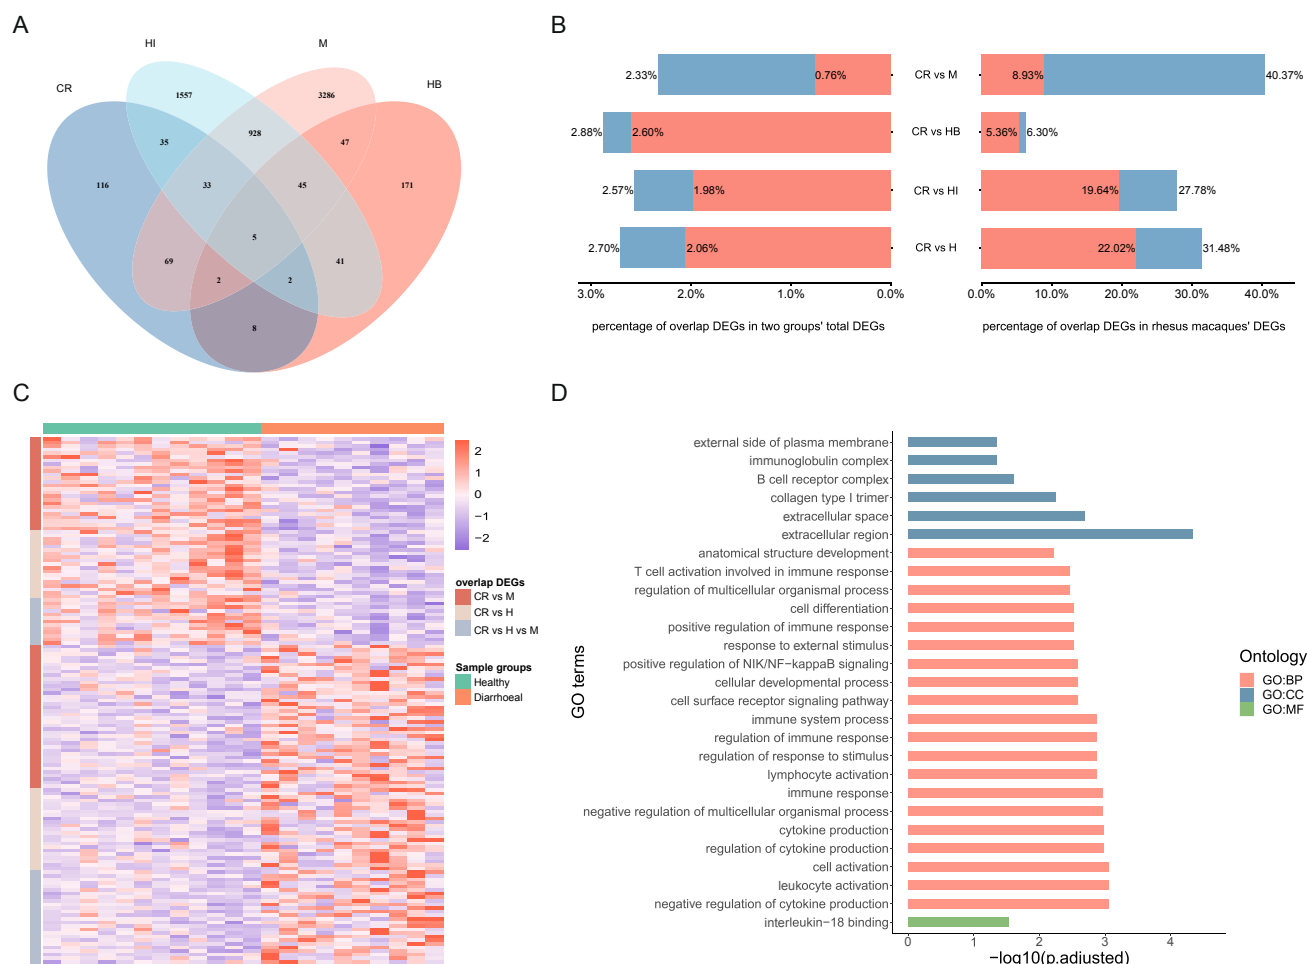 A
CR
HI
M
HB
1557
3286
928
35
47
116
33
45
171
5
69
2
2
41
8
B
2.33%
0.76%
CR vs M
8.93%
40.37%
2.88%
2.60%
CR vs HB
5.36%
6.30%
2.57%
1.98%
CR vs HI
19.64%
27.78%
2.70%
2.06%
CR vs H
22.02%
31.48%
3.0%
2.0%
1.0%
0.0%
0.0%
10.0%
20.0%
30.0%
40.0%
percentage of overlap DEGs in two groups' total DEGs
percentage of overlap DEGs in rhesus macaques' DEGs
C
2
1
0
−1
−2
overlap DEGs
CR vs M
CR vs H
CR vs H vs M
Sample groups
Healthy
Diarrhoeal
D
GO terms
external side of plasma membrane
immunoglobulin complex
B cell receptor complex
collagen type I trimer
extracellular space
extracellular region
anatomical structure development
T cell activation involved in immune response
regulation of multicellular organismal process
cell differentiation
positive regulation of immune response
response to external stimulus
positive regulation of NIK/NF−kappaB signaling
cellular developmental process
cell surface receptor signaling pathway
immune system process
regulation of immune response
regulation of response to stimulus
lymphocyte activation
immune response
negative regulation of multicellular organismal process
cytokine production
regulation of cytokine production
cell activation
leukocyte activation
negative regulation of cytokine production
interleukin−18 binding
0
1
2
3
4
−log10(p.adjusted)
Ontology
GO:BP
GO:CC
GO:MF